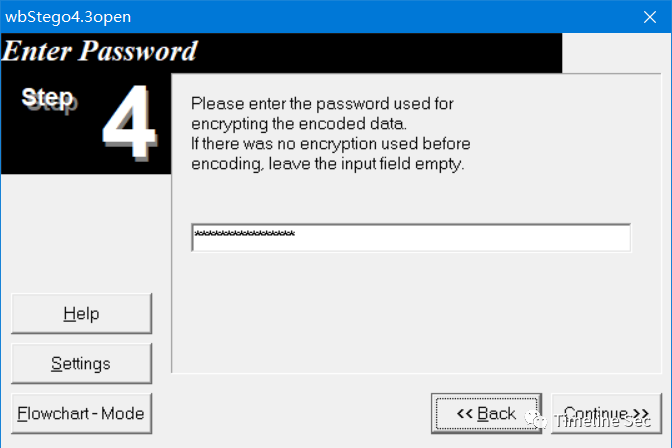 wbStego4.3open
Enter Password
Step
4
Please enter the password used for
encrypting the encoded data.
If there was no encryption used before
encoding, leave the input field empty.
Help
Settings
Flowchart - Mode
<< Back
Continue >>
Timeline Sec